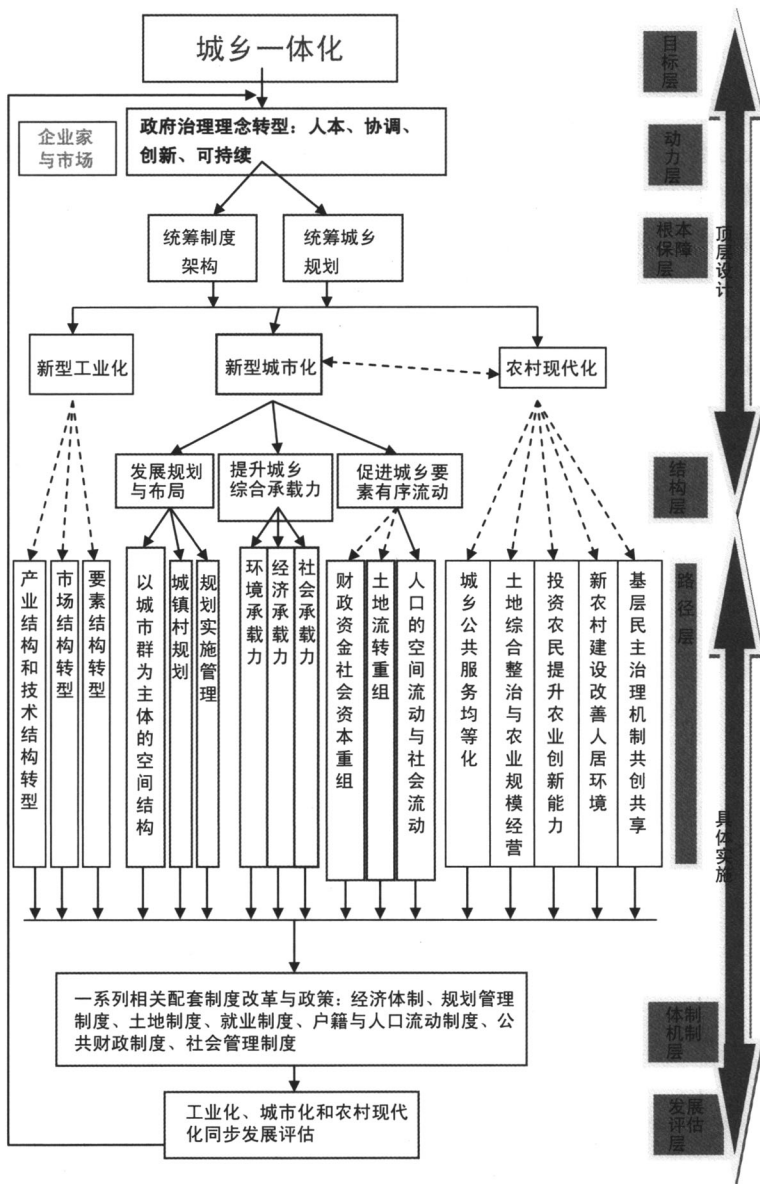 城乡一体化
目标层
企业家
与市场
政府治理理念转型：人本、协调、
创新、可持续
动力层
统筹制度
架构
统筹城乡
规划
根本
保障
层
顶层设计
新型工业化
新型城市化
农村现代化
发展规划
与布局
提升城乡
综合承载力
促进城乡要
素有序流动
结构层
产业结构和技术结构转型
市场结构转型
要素结构转型
以城市群为主体的空间结构
城镇村规划
规划实施管理
环境承载力
经济承载力
社会承载力
财政资金社会资本重组
土地流转重组
人口的空间流动与社会流动
城乡公共服务均等化
土地综合整治与农业规模经营
投资农民提升农业创新能力
新农村建设改善人居环境
基层民主治理机制共创共享
路径层
具体实施
一系列相关配套制度改革与政策：经济体制、规划管理
制度、土地制度、就业制度、户籍与人口流动制度、公
共财政制度、社会管理制度
体制
机制
层
工业化、城市化和农村现代
化同步发展评估
发展
评估
层